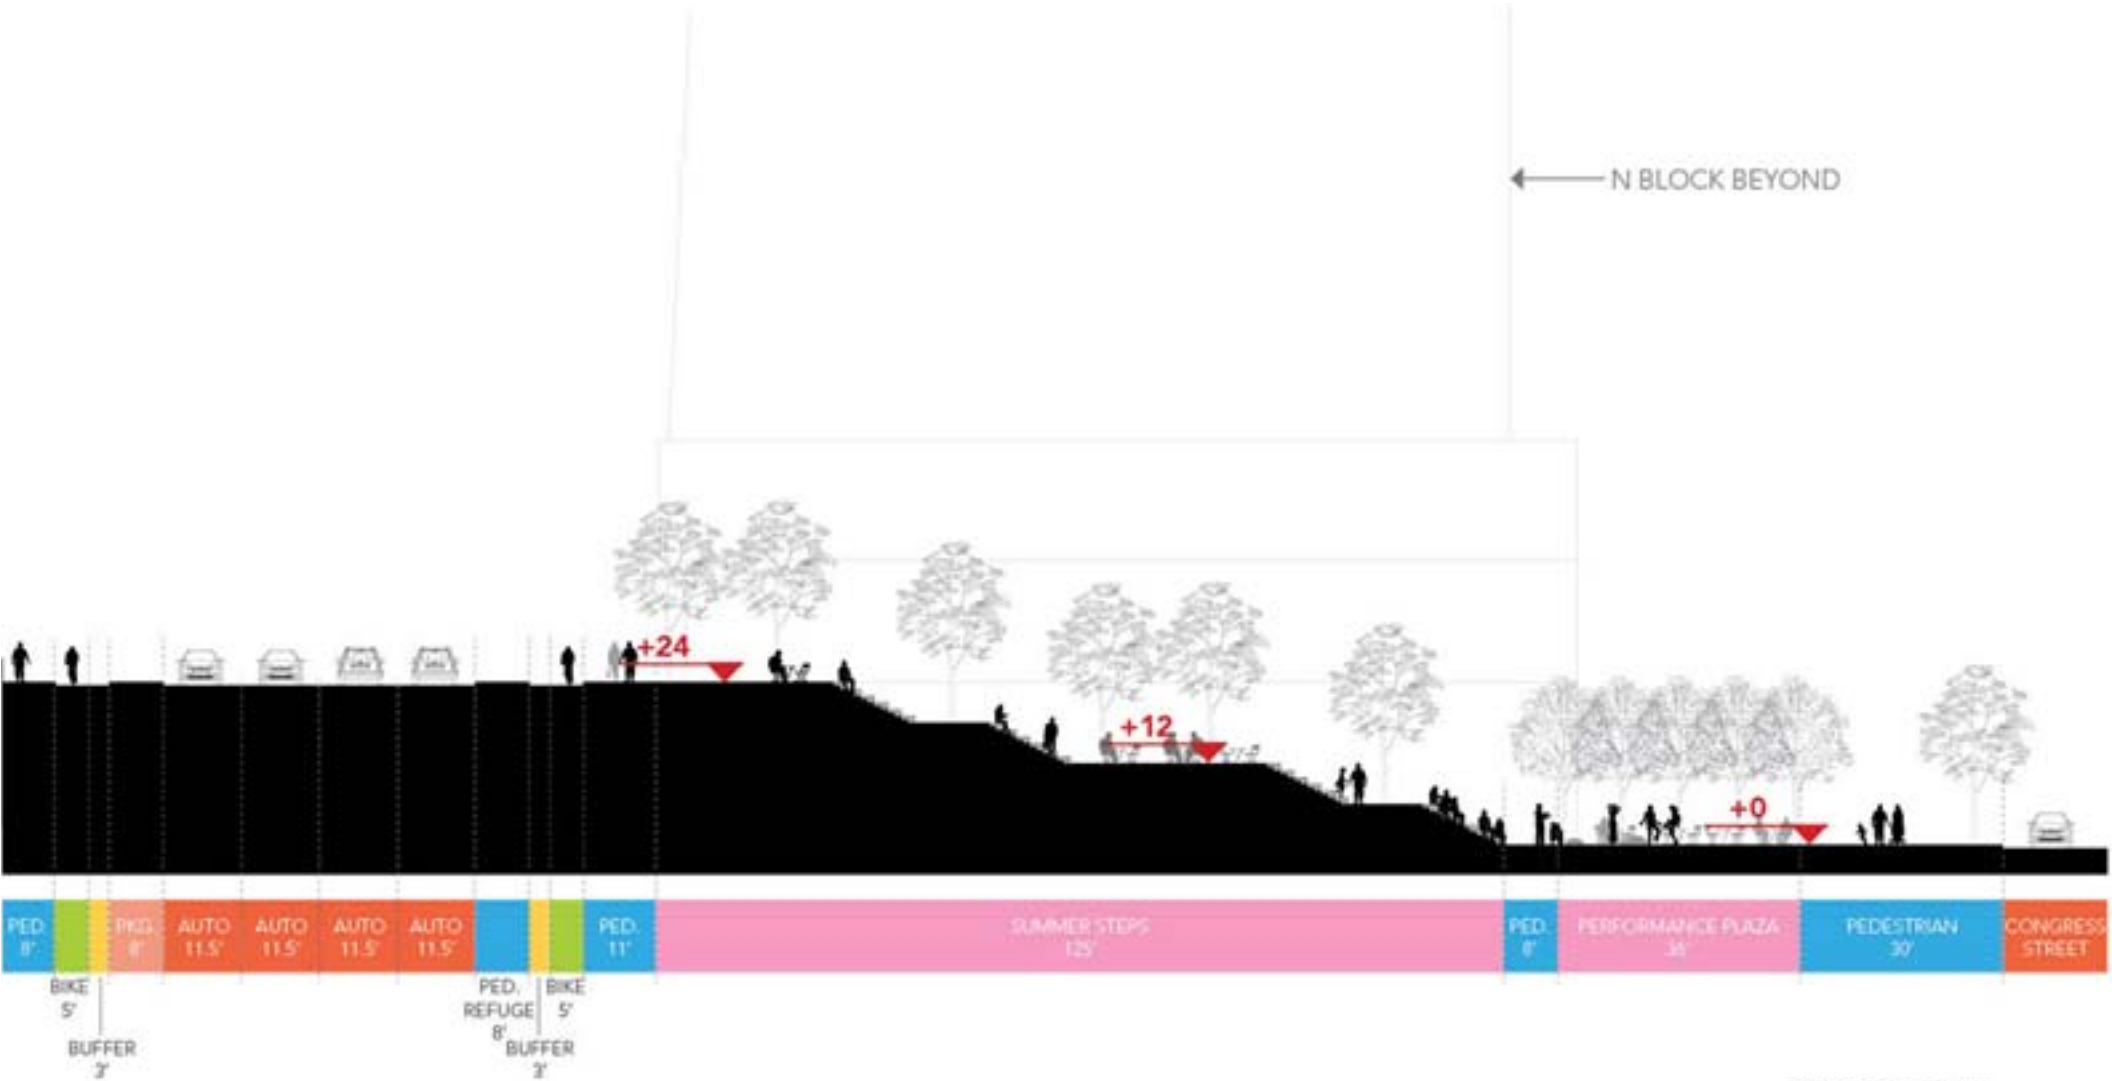 N BLOCK BEYOND
+24
+12
+0
PED.
8'
PKG.
8'
AUTO
11.5'
AUTO
11.5'
AUTO
11.5'
AUTO
11.5'
PED.
11'
SUMMER STEPS
125'
PED.
8'
PERFORMANCE PLAZA
PEDESTRIAN
30'
CONGRESS
STREET
BIKE
5'
BUFFER
3'
PED.
REFUGE
8'
BUFFER
3'
BIKE
5'